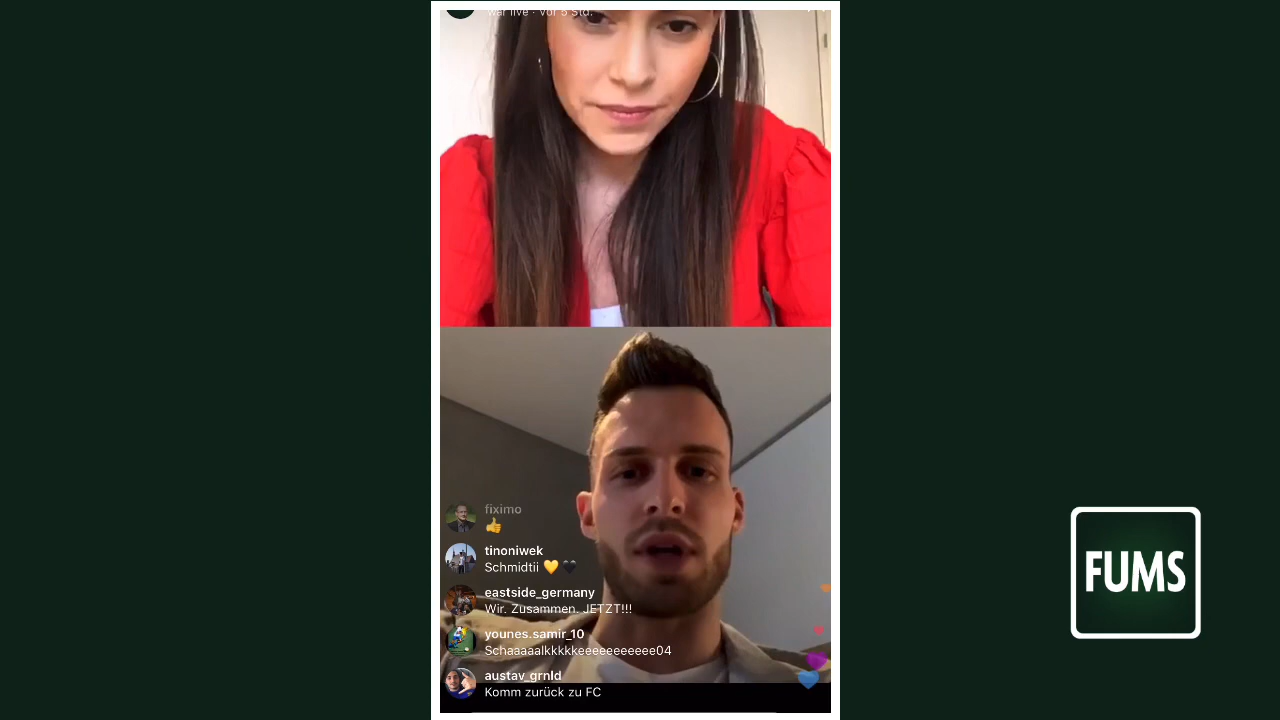 war live · Vor 5 Std.
fiximo
👍
tinoniwek
Schmidtii 💛🖤
eastside_germany
Wir. Zusammen. JETZT!!!
younes.samir_10
Schaaaaalkkkkkeeeeeeeeeee04
austav_grnld
Komm zurück zu FC
FUMS